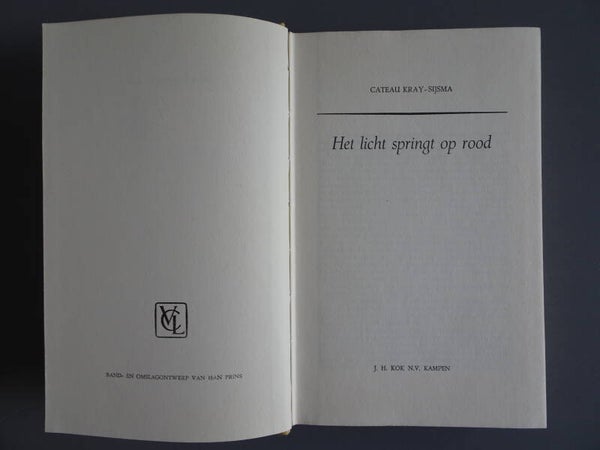 VCL
BAND- EN OMSLAGONTWERP VAN HAN PRINS
CATEAU KRAY-SIJSMA
Het licht springt op rood
J. H. KOK N.V. KAMPEN